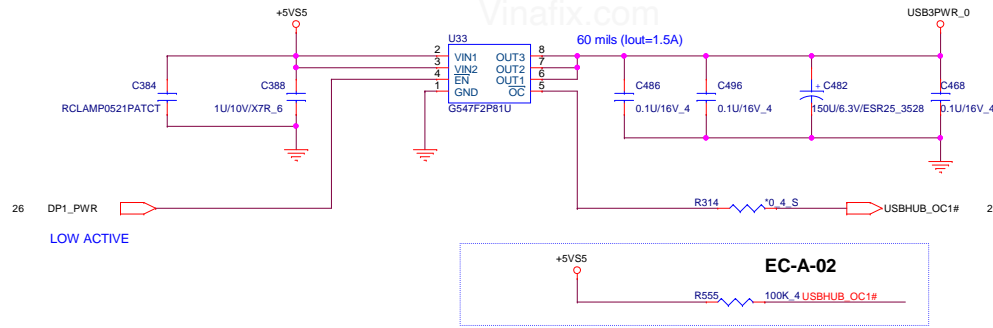 Vinafix.com
+5VS5
USB3PWR_0
U33
60 mils (Iout=1.5A)
2
VIN1
OUT3
8
3
VIN2
OUT2
7
4
EN
OUT1
6
1
GND
OC
5
G547F2P81U
C384
RCLAMP0521PATCT
C388
1U/10V/X7R_6
C486
0.1U/16V_4
C496
0.1U/16V_4
+
C482
150U/6.3V/ESR25_3528
C468
0.1U/16V_4
26
DP1_PWR
LOW ACTIVE
R314
*0_4_S
USBHUB_OC1#
2
+5VS5
EC-A-02
R555
100K_4
USBHUB_OC1#